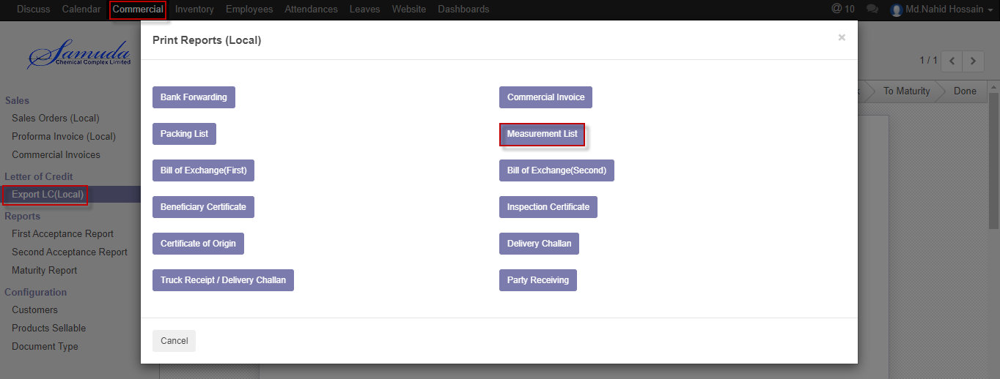 Discuss Calendar Commercial Inventory Employees Attendances Leaves Website Dashboards @ 10 Md.Nahid Hossain
Samuda
Chemical Complex Limited
Print Reports (Local) ×
1 / 1
To Maturity Done
Sales
Sales Orders (Local)
Proforma Invoice (Local)
Commercial Invoices
Letter of Credit
Export LC(Local)
Reports
First Acceptance Report
Second Acceptance Report
Maturity Report
Configuration
Customers
Products Sellable
Document Type
Bank Forwarding Commercial Invoice
Packing List Measurement List
Bill of Exchange(First) Bill of Exchange(Second)
Beneficiary Certificate Inspection Certificate
Certificate of Origin Delivery Challan
Truck Receipt / Delivery Challan Party Receiving
Cancel